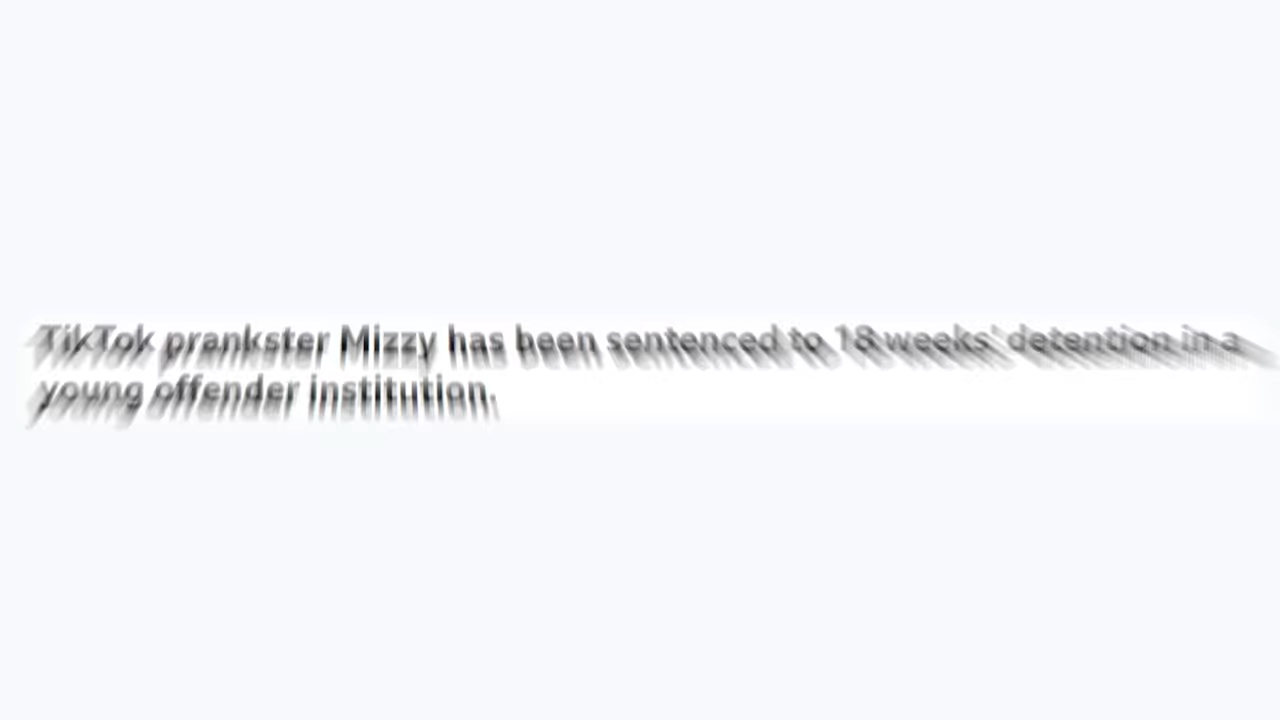 TikTok prankster Mizzy has been sentenced to 18 weeks' detention in a
young offender institution.